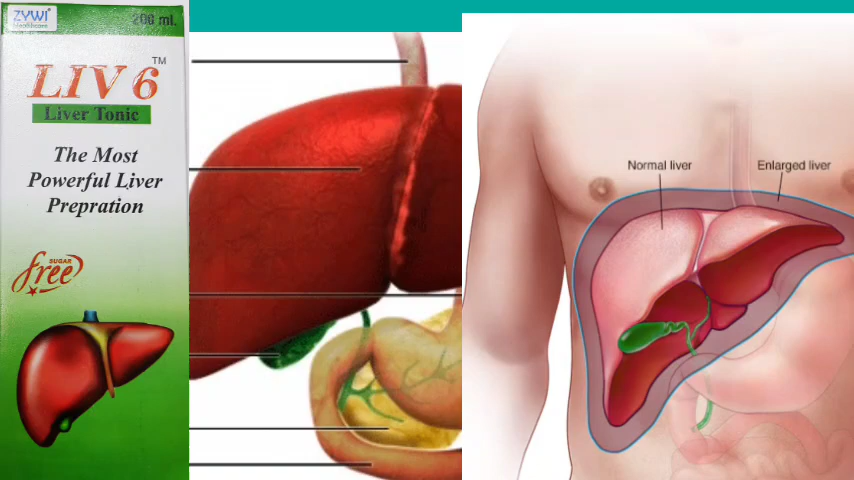 ZYWI
Healthcare
200 ml.
LIV 6 TM
Liver Tonic
The Most
Powerful Liver
Prepration
SUGAR
free
Normal liver
Enlarged liver